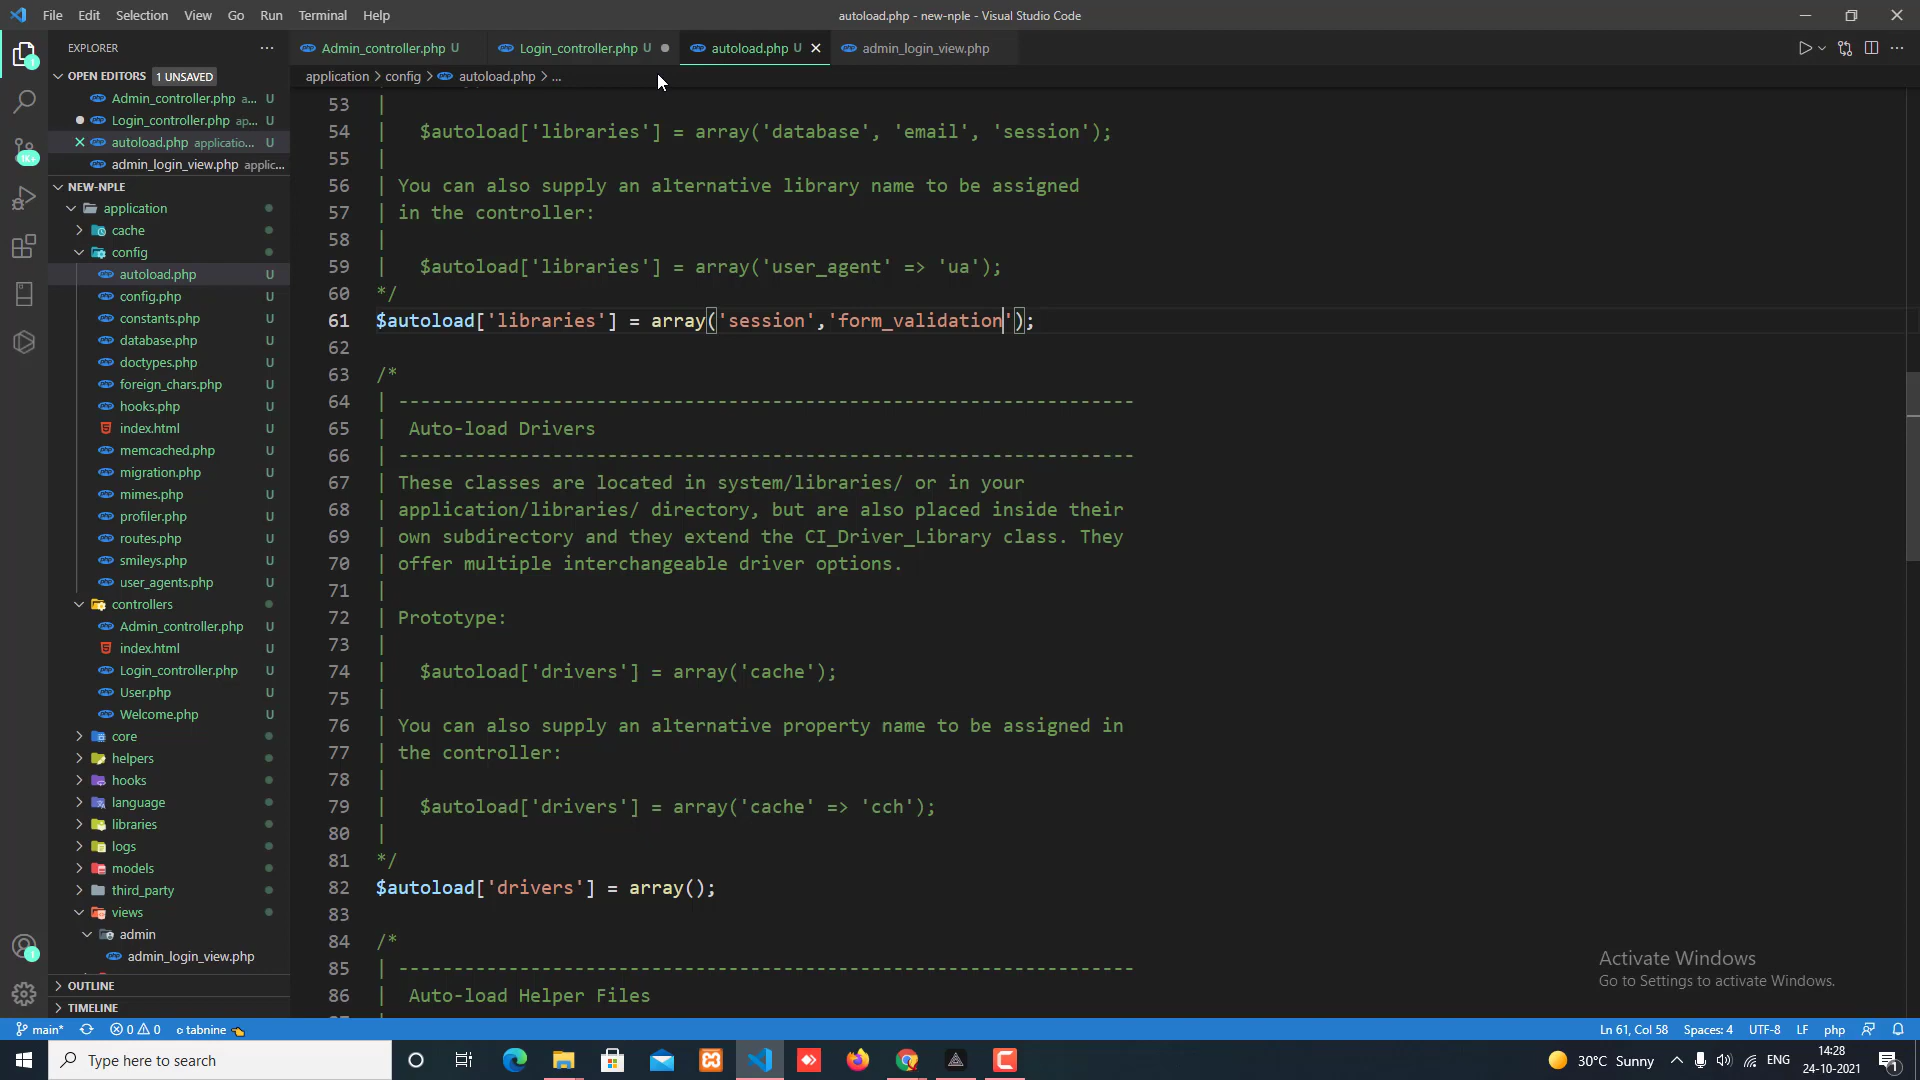 File Edit Selection View Go Run Terminal Help
autoload.php - new-nple - Visual Studio Code
EXPLORER
Admin_controller.php U
Login_controller.php U
autoload.php U
admin_login_view.php
OPEN EDITORS 1 UNSAVED
application > config > autoload.php > ...
Admin_controller.php a... U
Login_controller.php ap... U
autoload.php applicatio... U
admin_login_view.php applic...
NEW-NPLE
application
cache
config
autoload.php U
config.php U
constants.php U
database.php U
doctypes.php U
foreign_chars.php U
hooks.php U
index.html U
memcached.php U
migration.php U
mimes.php U
profiler.php U
routes.php U
smileys.php U
user_agents.php U
controllers
Admin_controller.php U
index.html U
Login_controller.php U
User.php U
Welcome.php U
core
helpers
hooks
language
libraries
logs
models
third_party
views
admin
admin_login_view.php
OUTLINE
TIMELINE
53 |
54 | $autoload['libraries'] = array('database', 'email', 'session');
55 |
56 | You can also supply an alternative library name to be assigned
57 | in the controller:
58 |
59 | $autoload['libraries'] = array('user_agent' => 'ua');
60 */
61 $autoload['libraries'] = array('session','form_validation');
62
63 /*
64 | -------------------------------------------------------------------
65 | Auto-load Drivers
66 | -------------------------------------------------------------------
67 | These classes are located in system/libraries/ or in your
68 | application/libraries/ directory, but are also placed inside their
69 | own subdirectory and they extend the CI_Driver_Library class. They
70 | offer multiple interchangeable driver options.
71 |
72 | Prototype:
73 |
74 | $autoload['drivers'] = array('cache');
75 |
76 | You can also supply an alternative property name to be assigned in
77 | the controller:
78 |
79 | $autoload['drivers'] = array('cache' => 'cch');
80 |
81 */
82 $autoload['drivers'] = array();
83
84 /*
85 | -------------------------------------------------------------------
86 | Auto-load Helper Files
Activate Windows
Go to Settings to activate Windows.
main* 0 0 tabnine
Ln 61, Col 58 Spaces: 4 UTF-8 LF php
Type here to search
30°C Sunny
ENG
14:28
24-10-2021